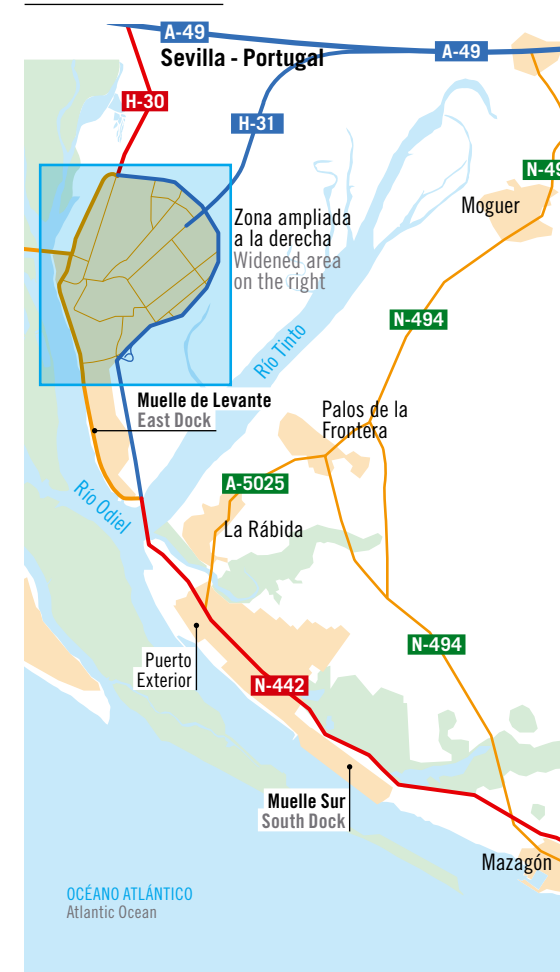 A-49
Sevilla - Portugal
A-49
H-30
H-31
N-49
Moguer
Zona ampliada
a la derecha
Widened area
on the right
N-494
Río Tinto
Muelle de Levante
East Dock
Palos de la
Frontera
A-5025
Río Odiel
La Rábida
N-494
Puerto
Exterior
N-442
Muelle Sur
South Dock
Mazagón
OCÉANO ATLÁNTICO
Atlantic Ocean